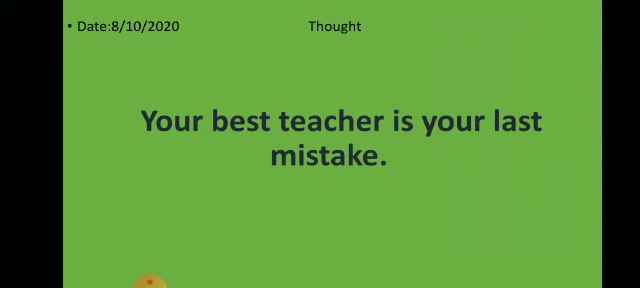 • Date:8/10/2020 Thought
Your best teacher is your last
mistake.